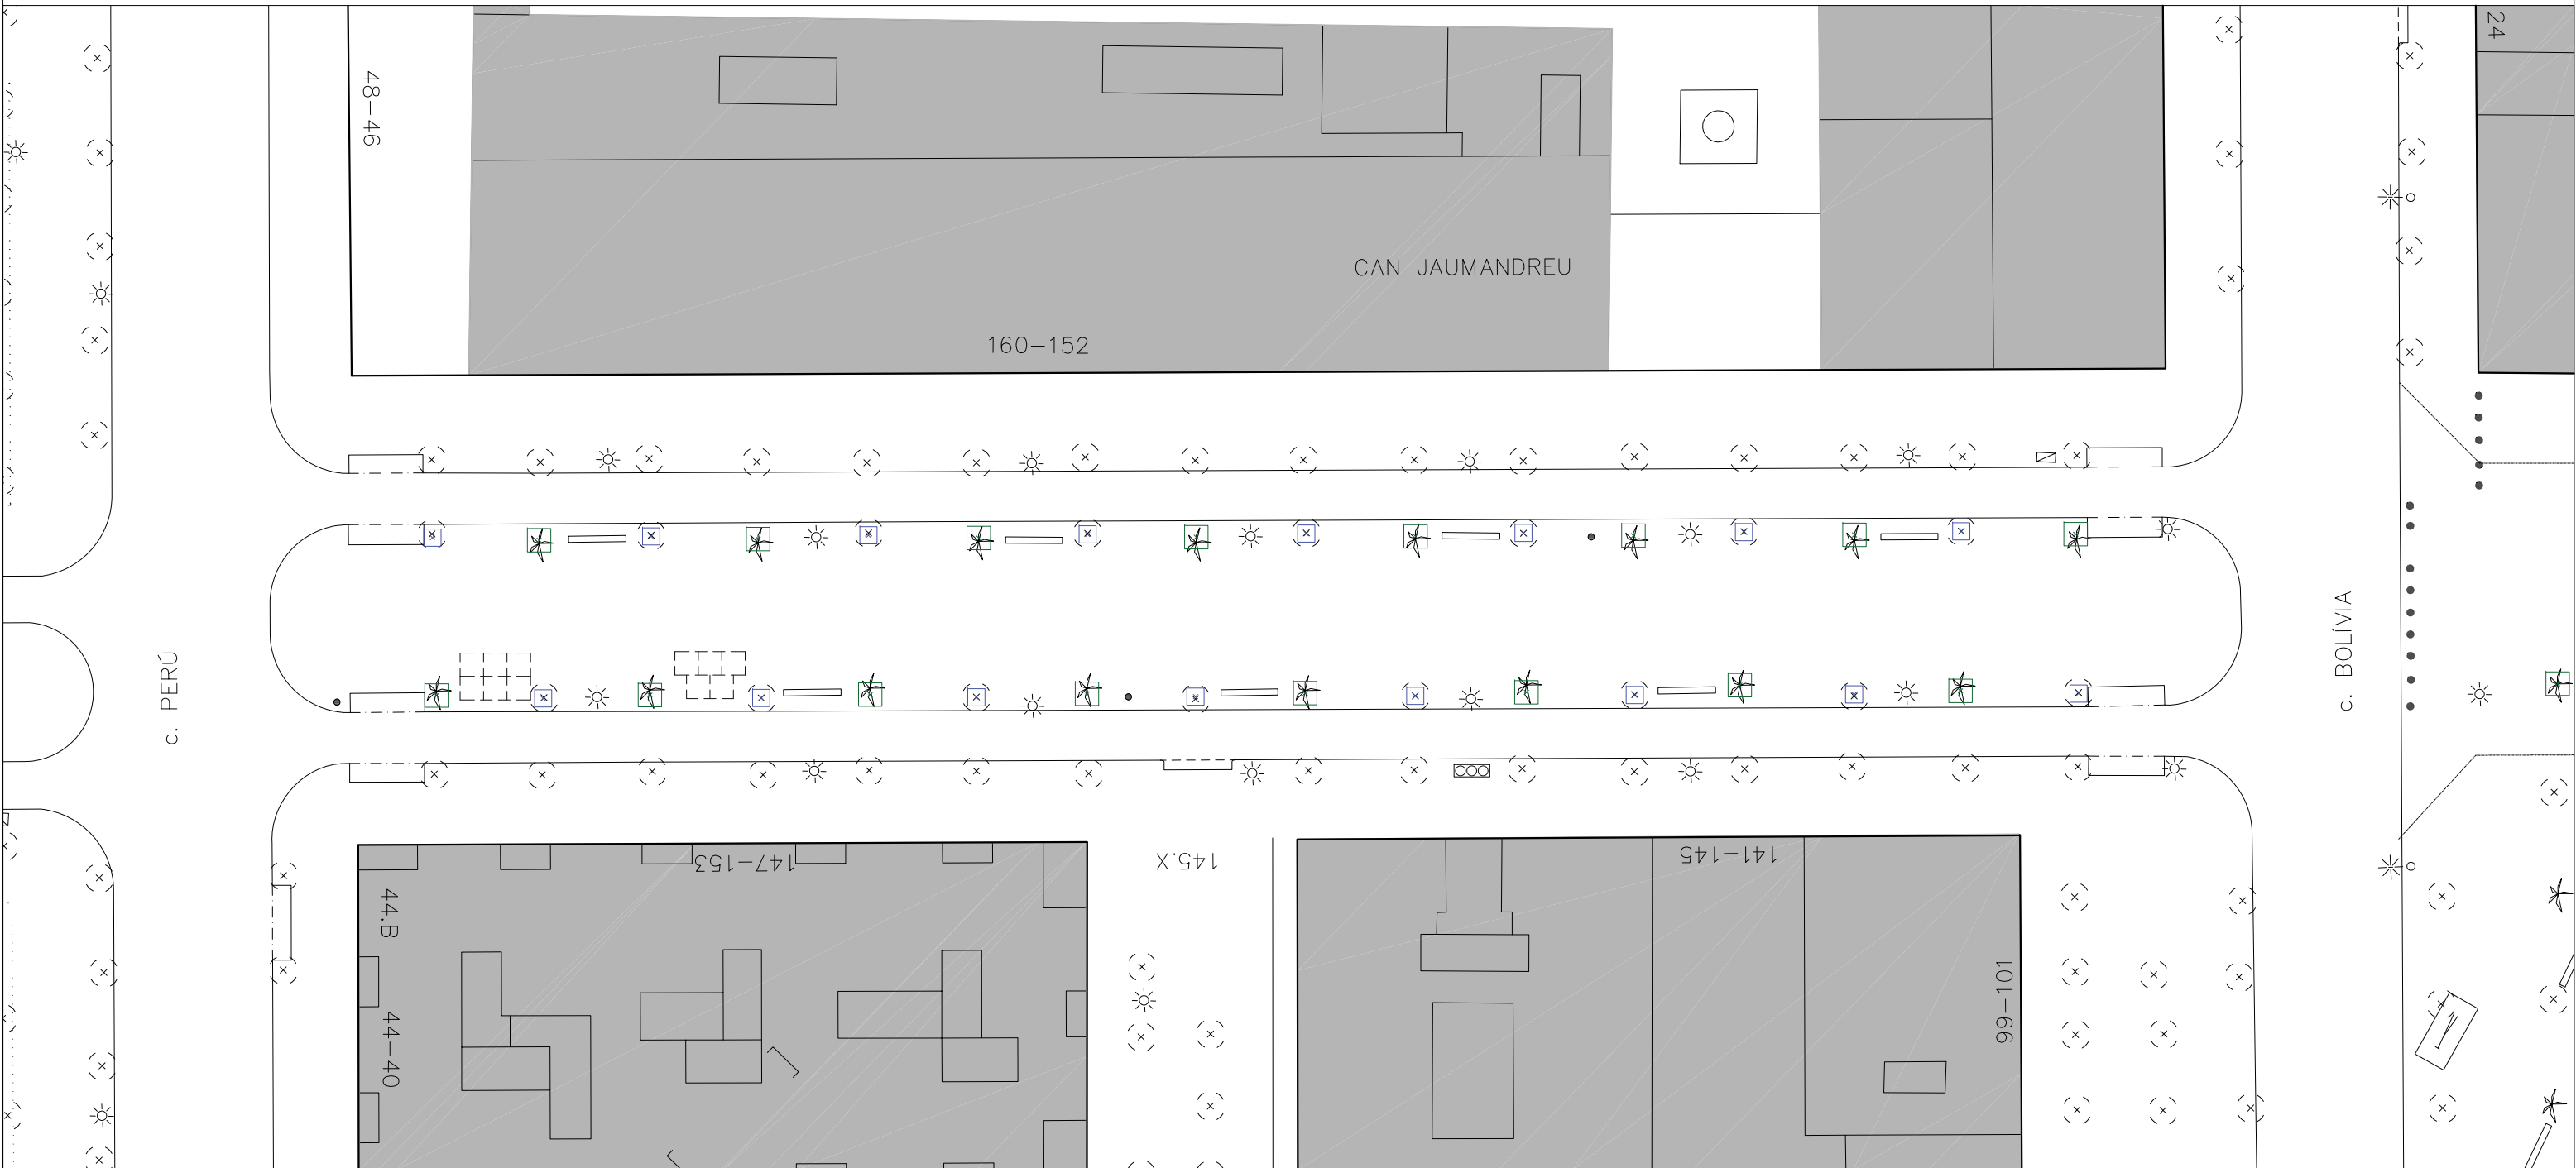 48-46
24
CAN JAUMANDREU
160-152
c. PERÚ
c. BOLÍVIA
147-153
145.X
141-145
44.B
44-40
99-101